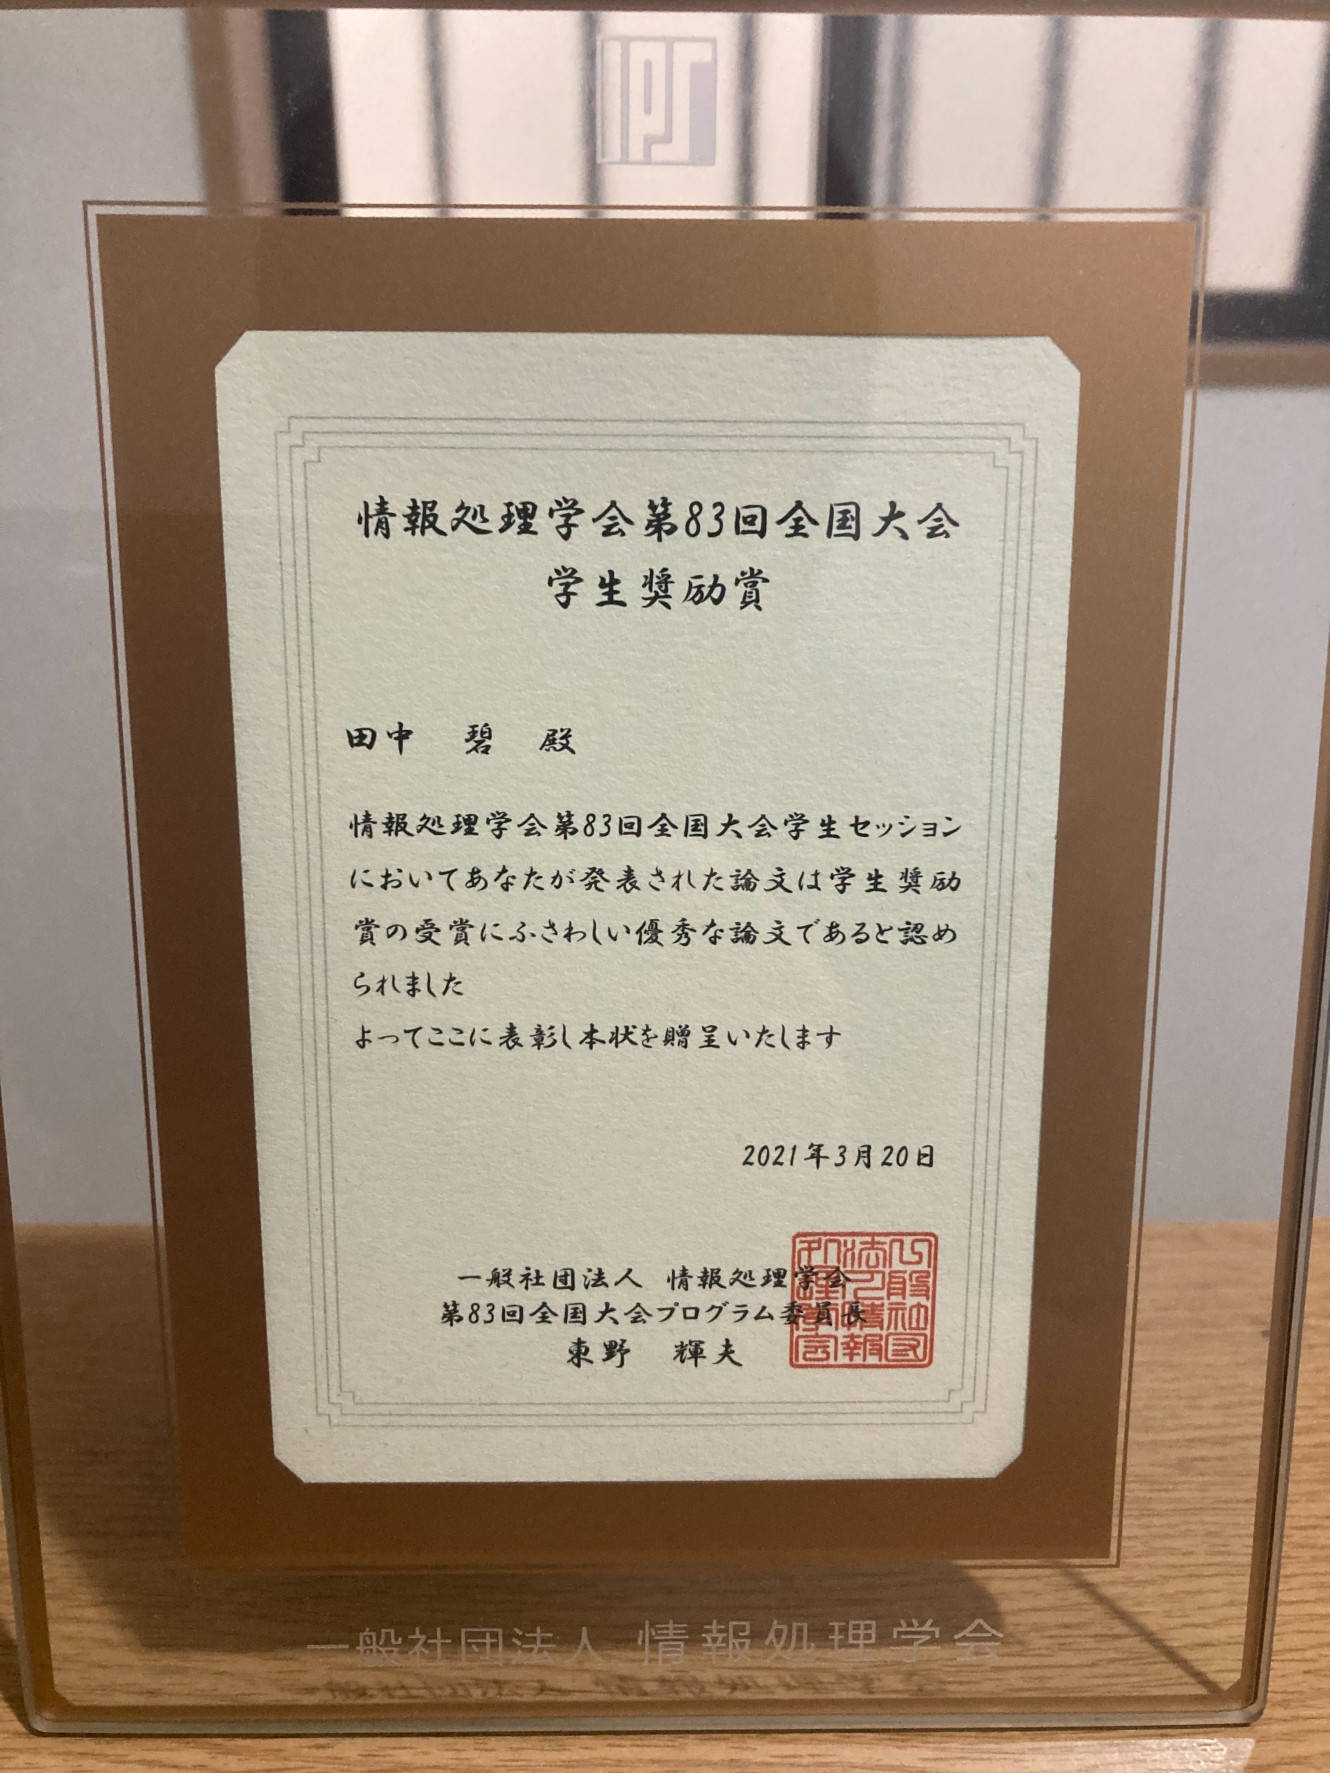 IPSJ
情報処理学会第83回全国大会
学生奨励賞
田中 碧 殿
情報処理学会第83回全国大会学生セッション
においてあなたが発表された論文は学生奨励
賞の受賞にふさわしい優秀な論文であると認め
られました
よってここに表彰し本状を贈呈いたします
2021年3月20日
一般社団法人 情報処理学会
第83回全国大会プログラム委員長
東野 輝夫
一般社団法人 情報処理学会